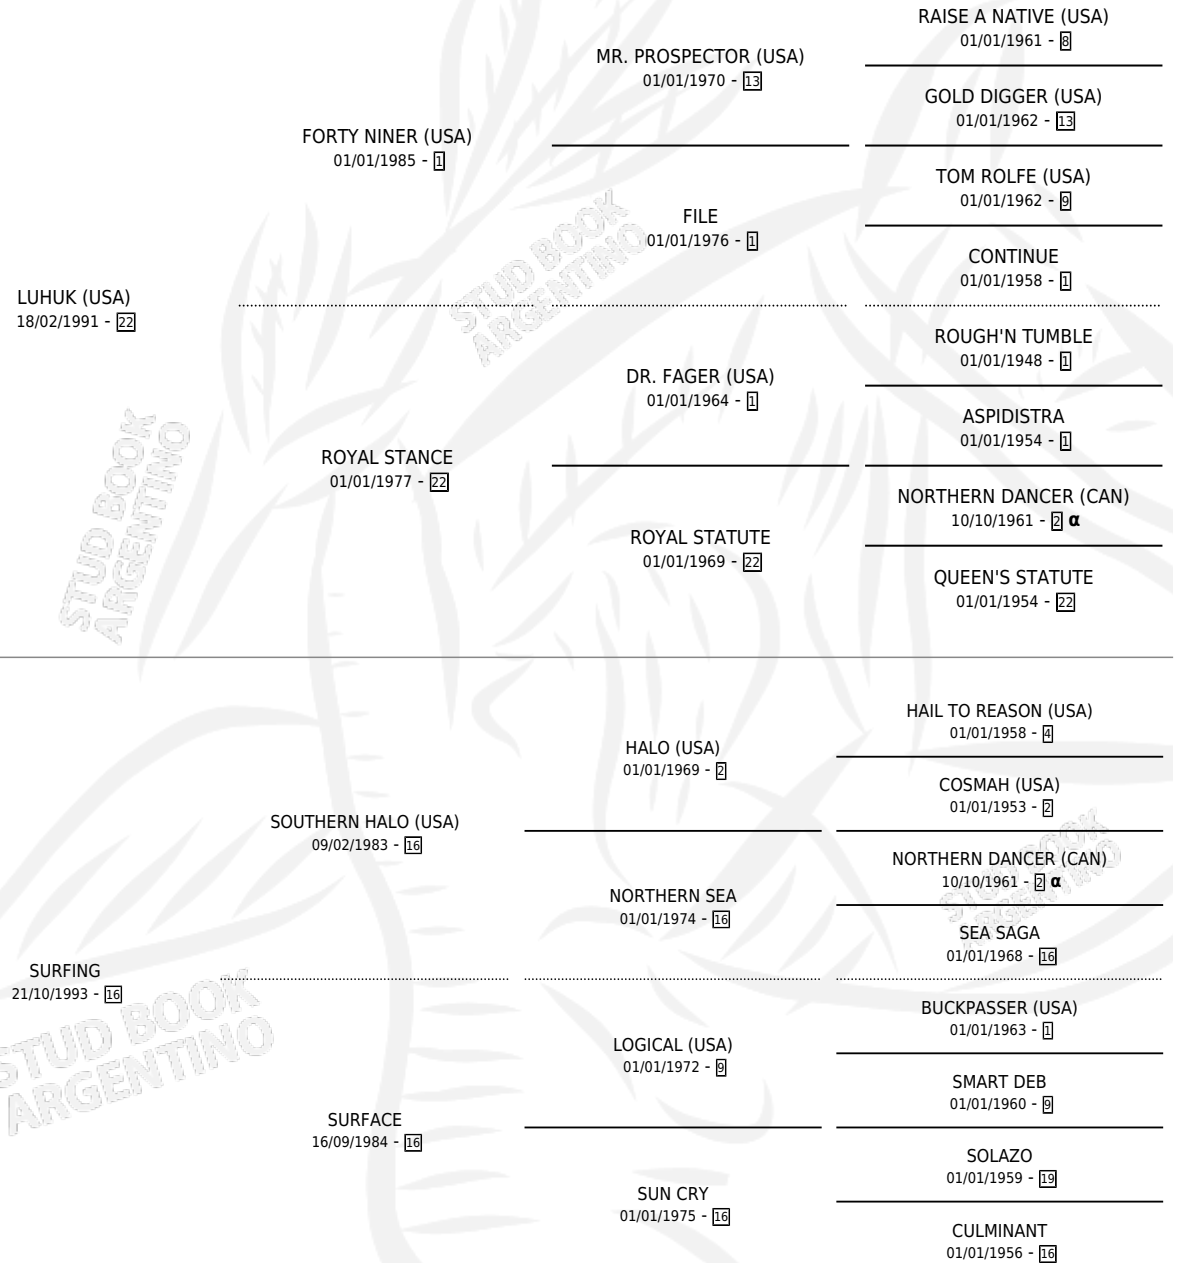 RAISE A NATIVE (USA)
01/01/1961 - 8
MR. PROSPECTOR (USA)
01/01/1970 - 13
GOLD DIGGER (USA)
01/01/1962 - 13
FORTY NINER (USA)
01/01/1985 - 1
TOM ROLFE (USA)
01/01/1962 - 9
FILE
01/01/1976 - 1
CONTINUE
01/01/1958 - 1
LUHUK (USA)
18/02/1991 - 22
ROUGH'N TUMBLE
01/01/1948 - 1
DR. FAGER (USA)
01/01/1964 - 1
ASPIDISTRA
01/01/1954 - 1
ROYAL STANCE
01/01/1977 - 22
NORTHERN DANCER (CAN)
10/10/1961 - 2 α
ROYAL STATUTE
01/01/1969 - 22
QUEEN'S STATUTE
01/01/1954 - 22
HAIL TO REASON (USA)
01/01/1958 - 4
HALO (USA)
01/01/1969 - 2
COSMAH (USA)
01/01/1953 - 2
SOUTHERN HALO (USA)
09/02/1983 - 16
NORTHERN DANCER (CAN)
10/10/1961 - 2 α
NORTHERN SEA
01/01/1974 - 16
SEA SAGA
01/01/1968 - 16
SURFING
21/10/1993 - 16
BUCKPASSER (USA)
01/01/1963 - 1
LOGICAL (USA)
01/01/1972 - 9
SMART DEB
01/01/1960 - 9
SURFACE
16/09/1984 - 16
SOLAZO
01/01/1959 - 19
SUN CRY
01/01/1975 - 16
CULMINANT
01/01/1956 - 16
STUD BOOK
ARGENTINO
STUD BOOK
ARGENTINO
STUD BOOK
ARGENTINO
STUD BOOK
ARGENTINO